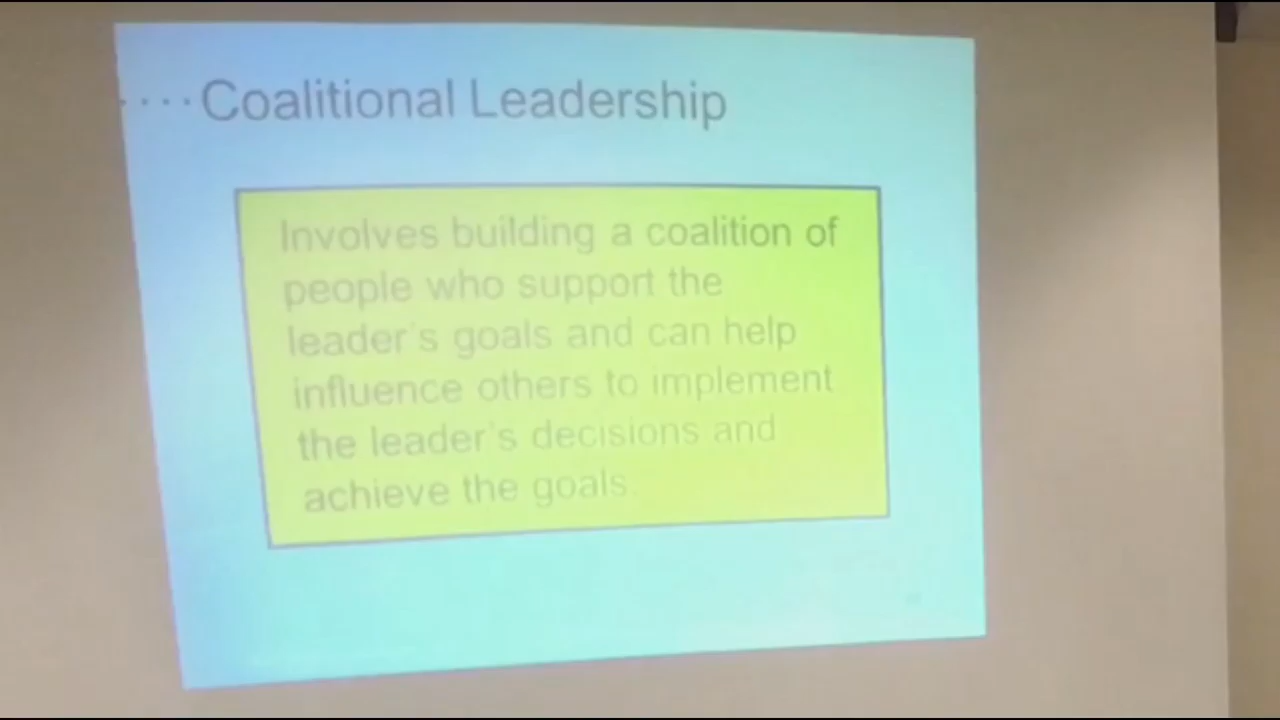 Coalitional Leadership
Involves building a coalition of
people who support the
leader's goals and can help
influence others to implement
the leader's decisions and
achieve the goals.